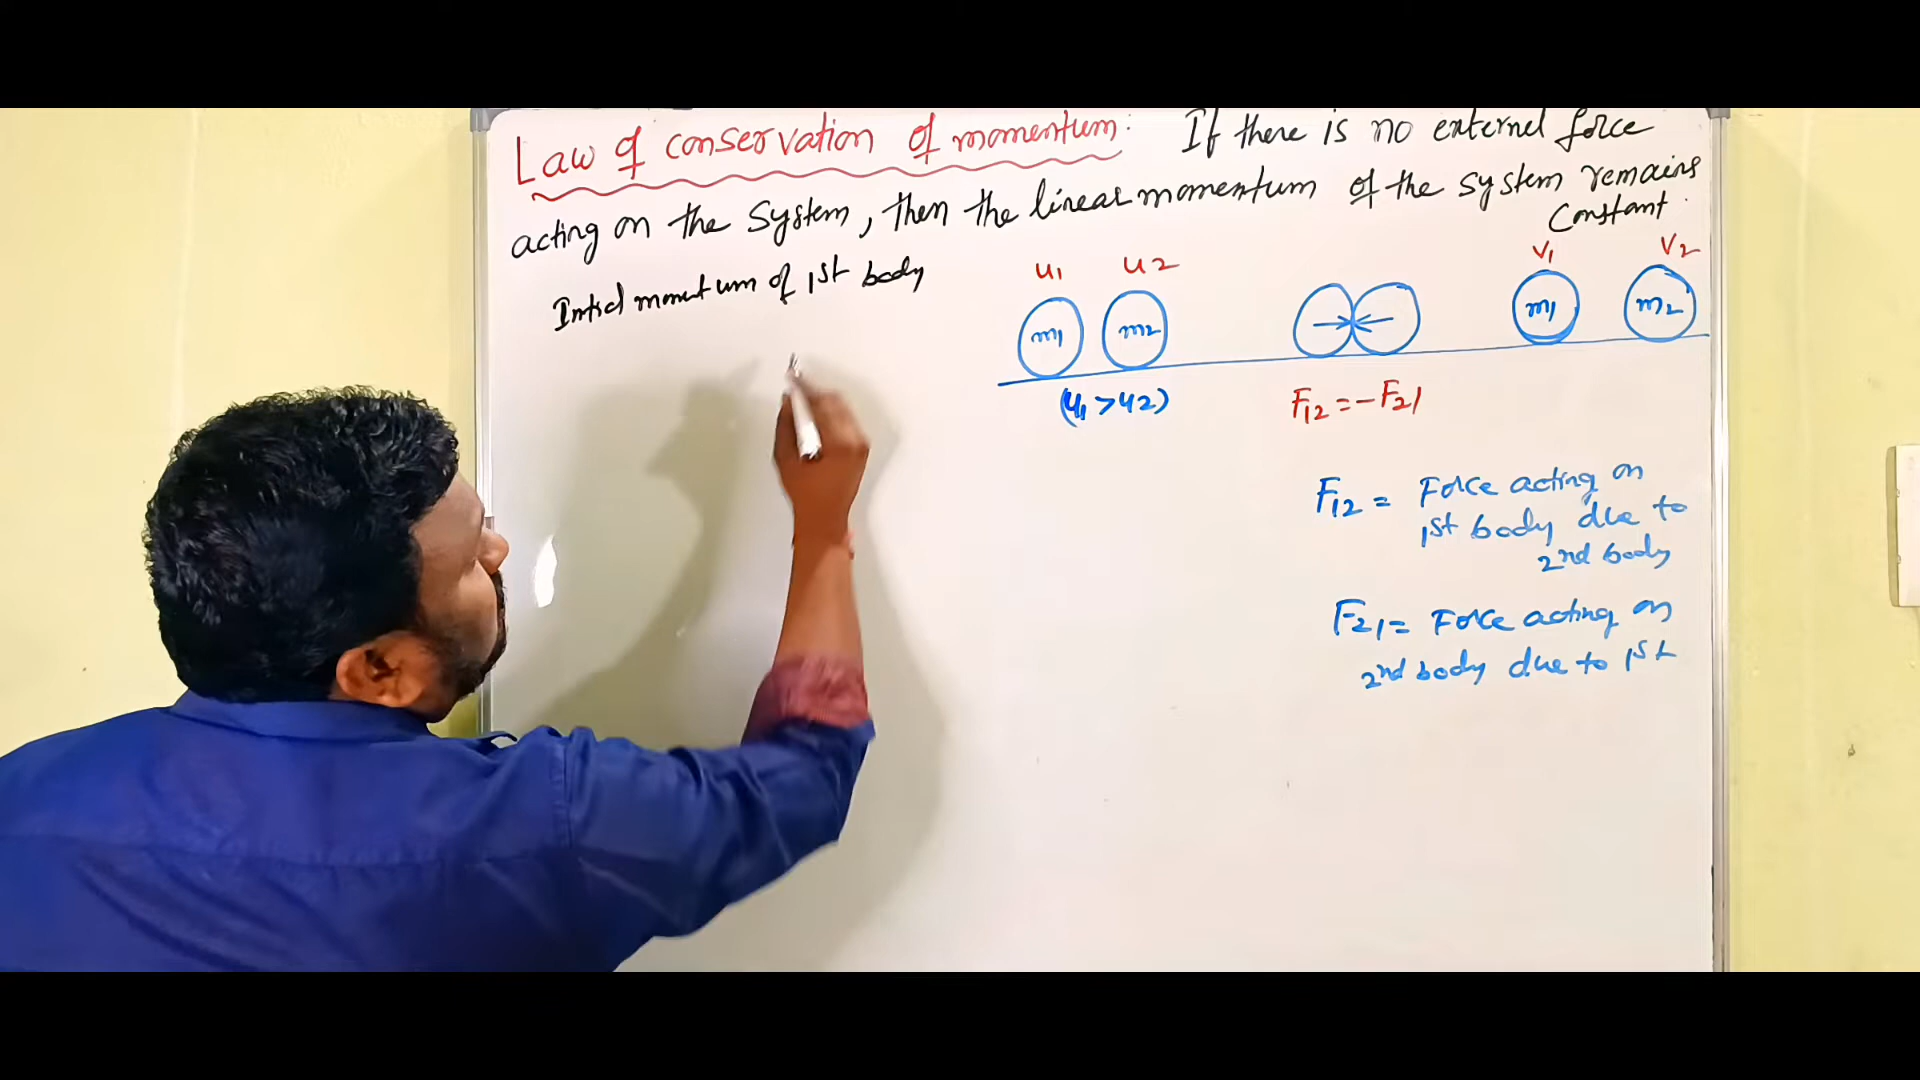 Law of conservation of momentum: If there is no external force
acting on the system, then the linear momentum of the system remains
constant.
Initial momentum of 1st body
u1 u2
v1 v2
m1 m2
m1 m2
(u1 > u2)
F12 = -F21
F12 = Force acting on
1st body due to
2nd body
F21 = Force acting on
2nd body due to 1st